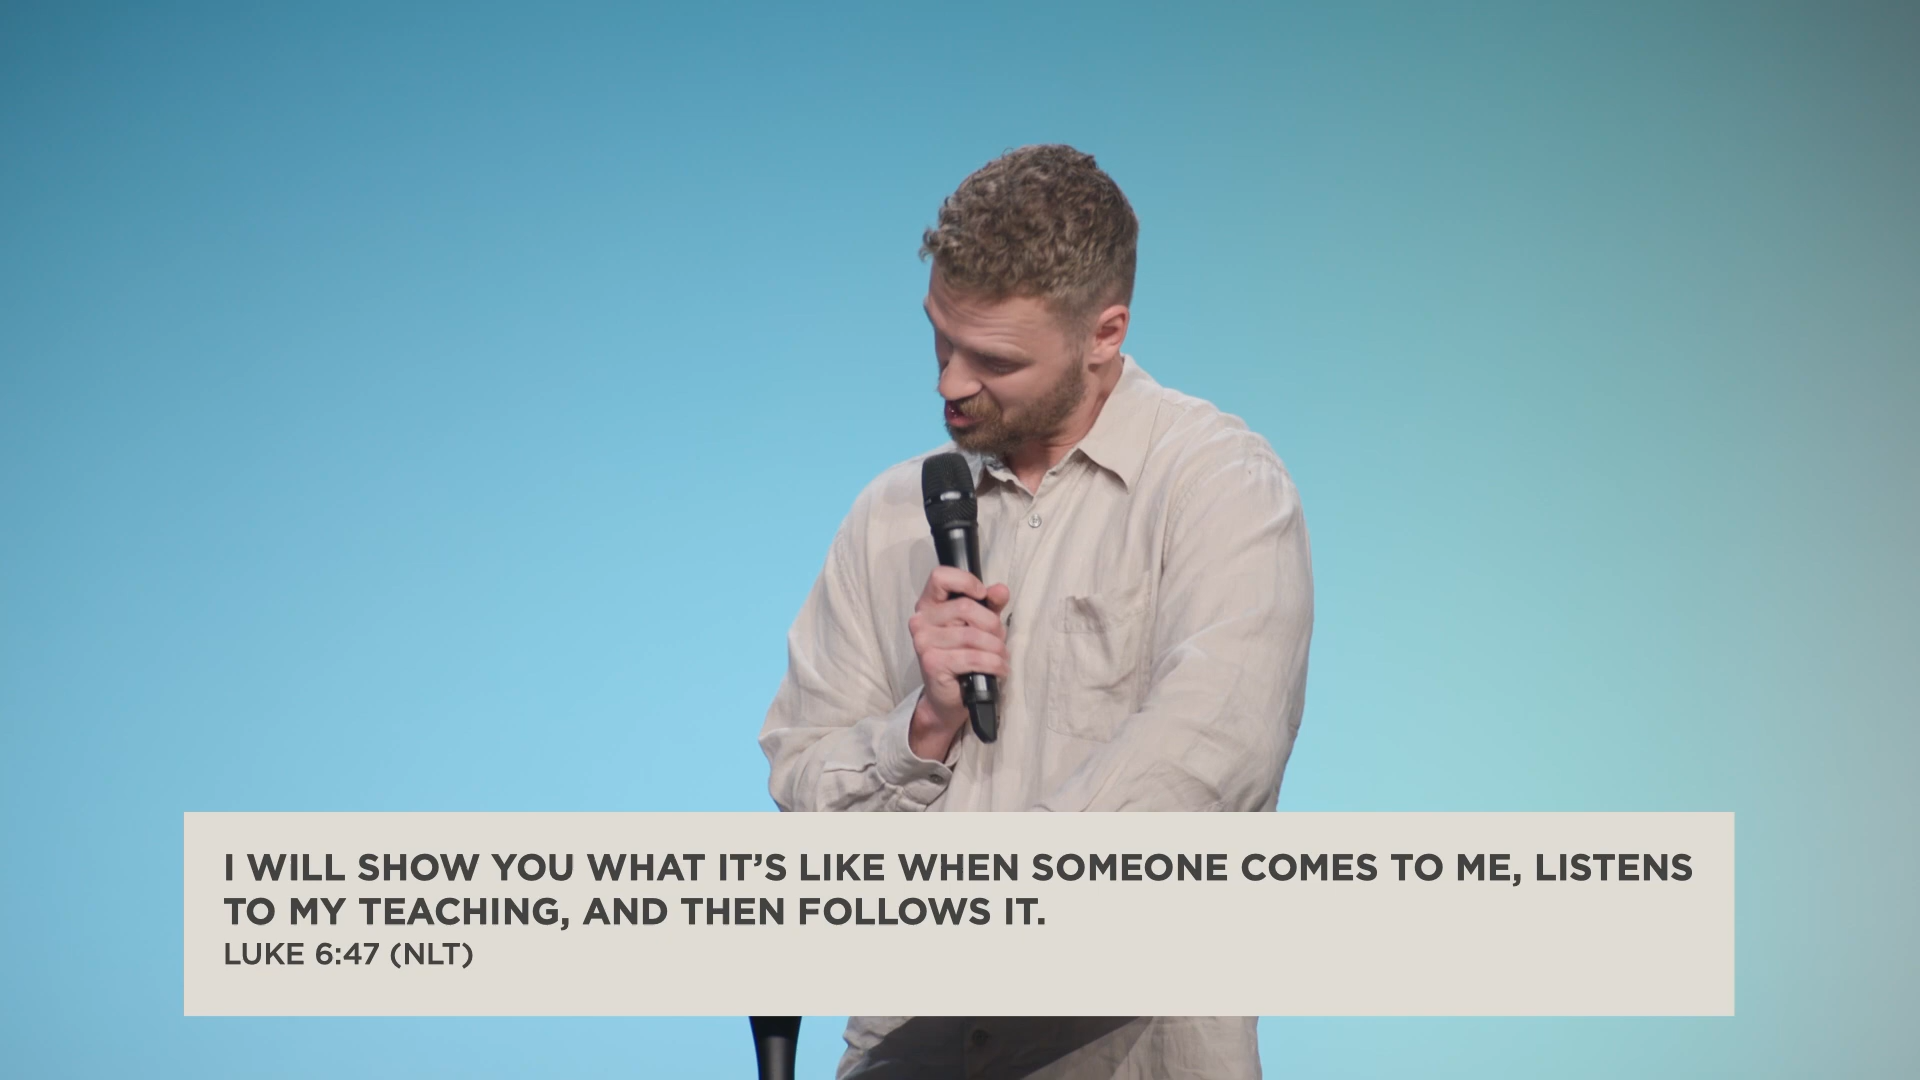 I WILL SHOW YOU WHAT IT’S LIKE WHEN SOMEONE COMES TO ME, LISTENS
TO MY TEACHING, AND THEN FOLLOWS IT.
LUKE 6:47 (NLT)